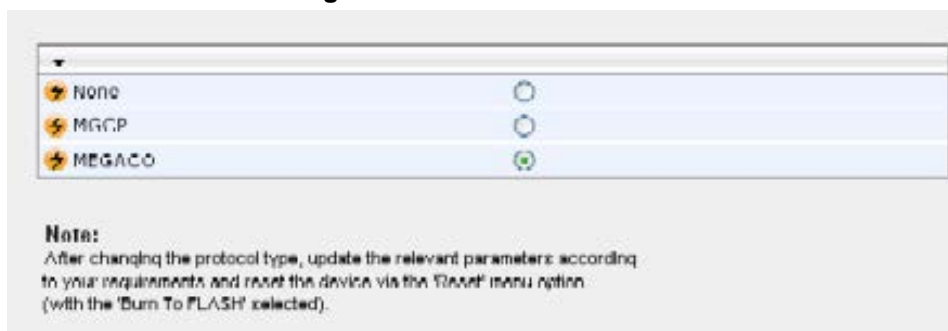 None
MGCP
MEGACO
Note:
After changing the protocol type, update the relevant parameters according
to your requirements and reset the device via the 'Reset' menu option
(with the 'Burn To FLASH' selected).